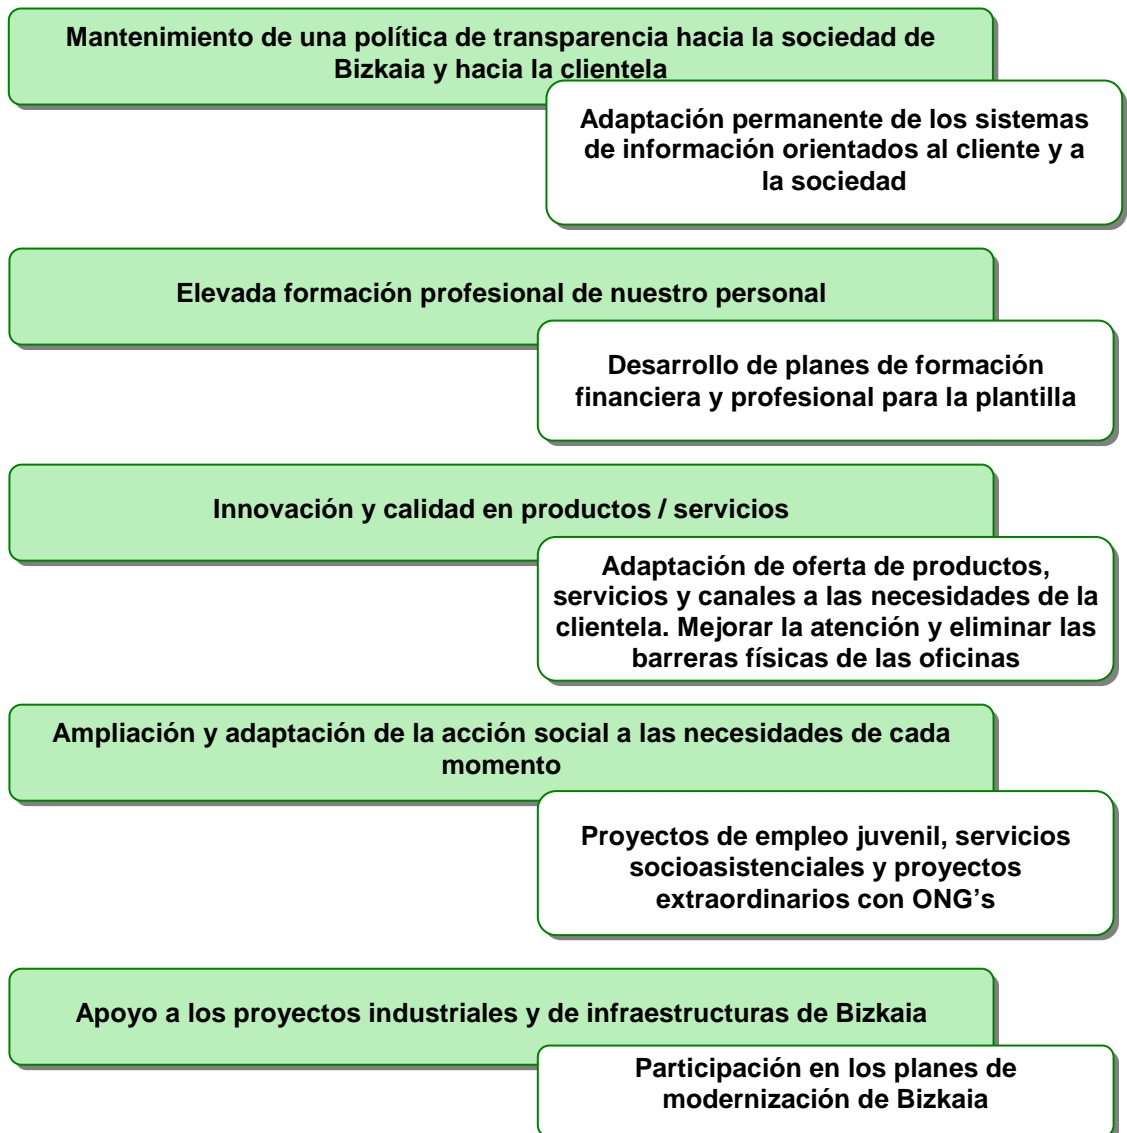 Mantenimiento de una política de transparencia hacia la sociedad de
Bizkaia y hacia la clientela
Adaptación permanente de los sistemas
de información orientados al cliente y a
la sociedad
Elevada formación profesional de nuestro personal
Desarrollo de planes de formación
financiera y profesional para la plantilla
Innovación y calidad en productos / servicios
Adaptación de oferta de productos,
servicios y canales a las necesidades de la
clientela. Mejorar la atención y eliminar las
barreras físicas de las oficinas
Ampliación y adaptación de la acción social a las necesidades de cada
momento
Proyectos de empleo juvenil, servicios
socioasistenciales y proyectos
extraordinarios con ONG’s
Apoyo a los proyectos industriales y de infraestructuras de Bizkaia
Participación en los planes de
modernización de Bizkaia